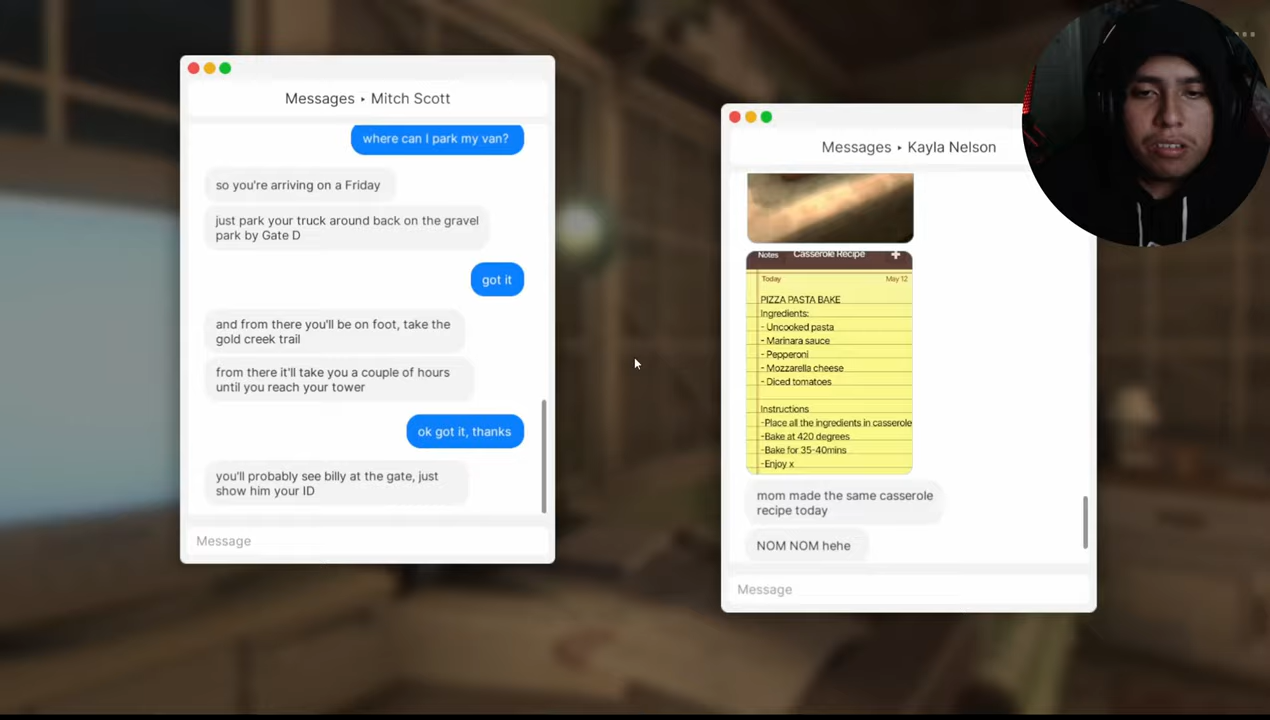 Messages ▸ Mitch Scott
where can I park my van?
so you're arriving on a Friday
just park your truck around back on the gravel
park by Gate D
got it
and from there you'll be on foot, take the
gold creek trail
from there it'll take you a couple of hours
until you reach your tower
ok got it, thanks
you'll probably see billy at the gate, just
show him your ID
Message
Messages ▸ Kayla Nelson
Notes Casserole Recipe +
Today May 12
PIZZA PASTA BAKE
Ingredients:
- Uncooked pasta
- Marinara sauce
- Pepperoni
- Mozzarella cheese
- Diced tomatoes
Instructions
-Place all the ingredients in casserole
-Bake at 420 degrees
-Bake for 35-40mins
-Enjoy x
mom made the same casserole
recipe today
NOM NOM hehe
Message